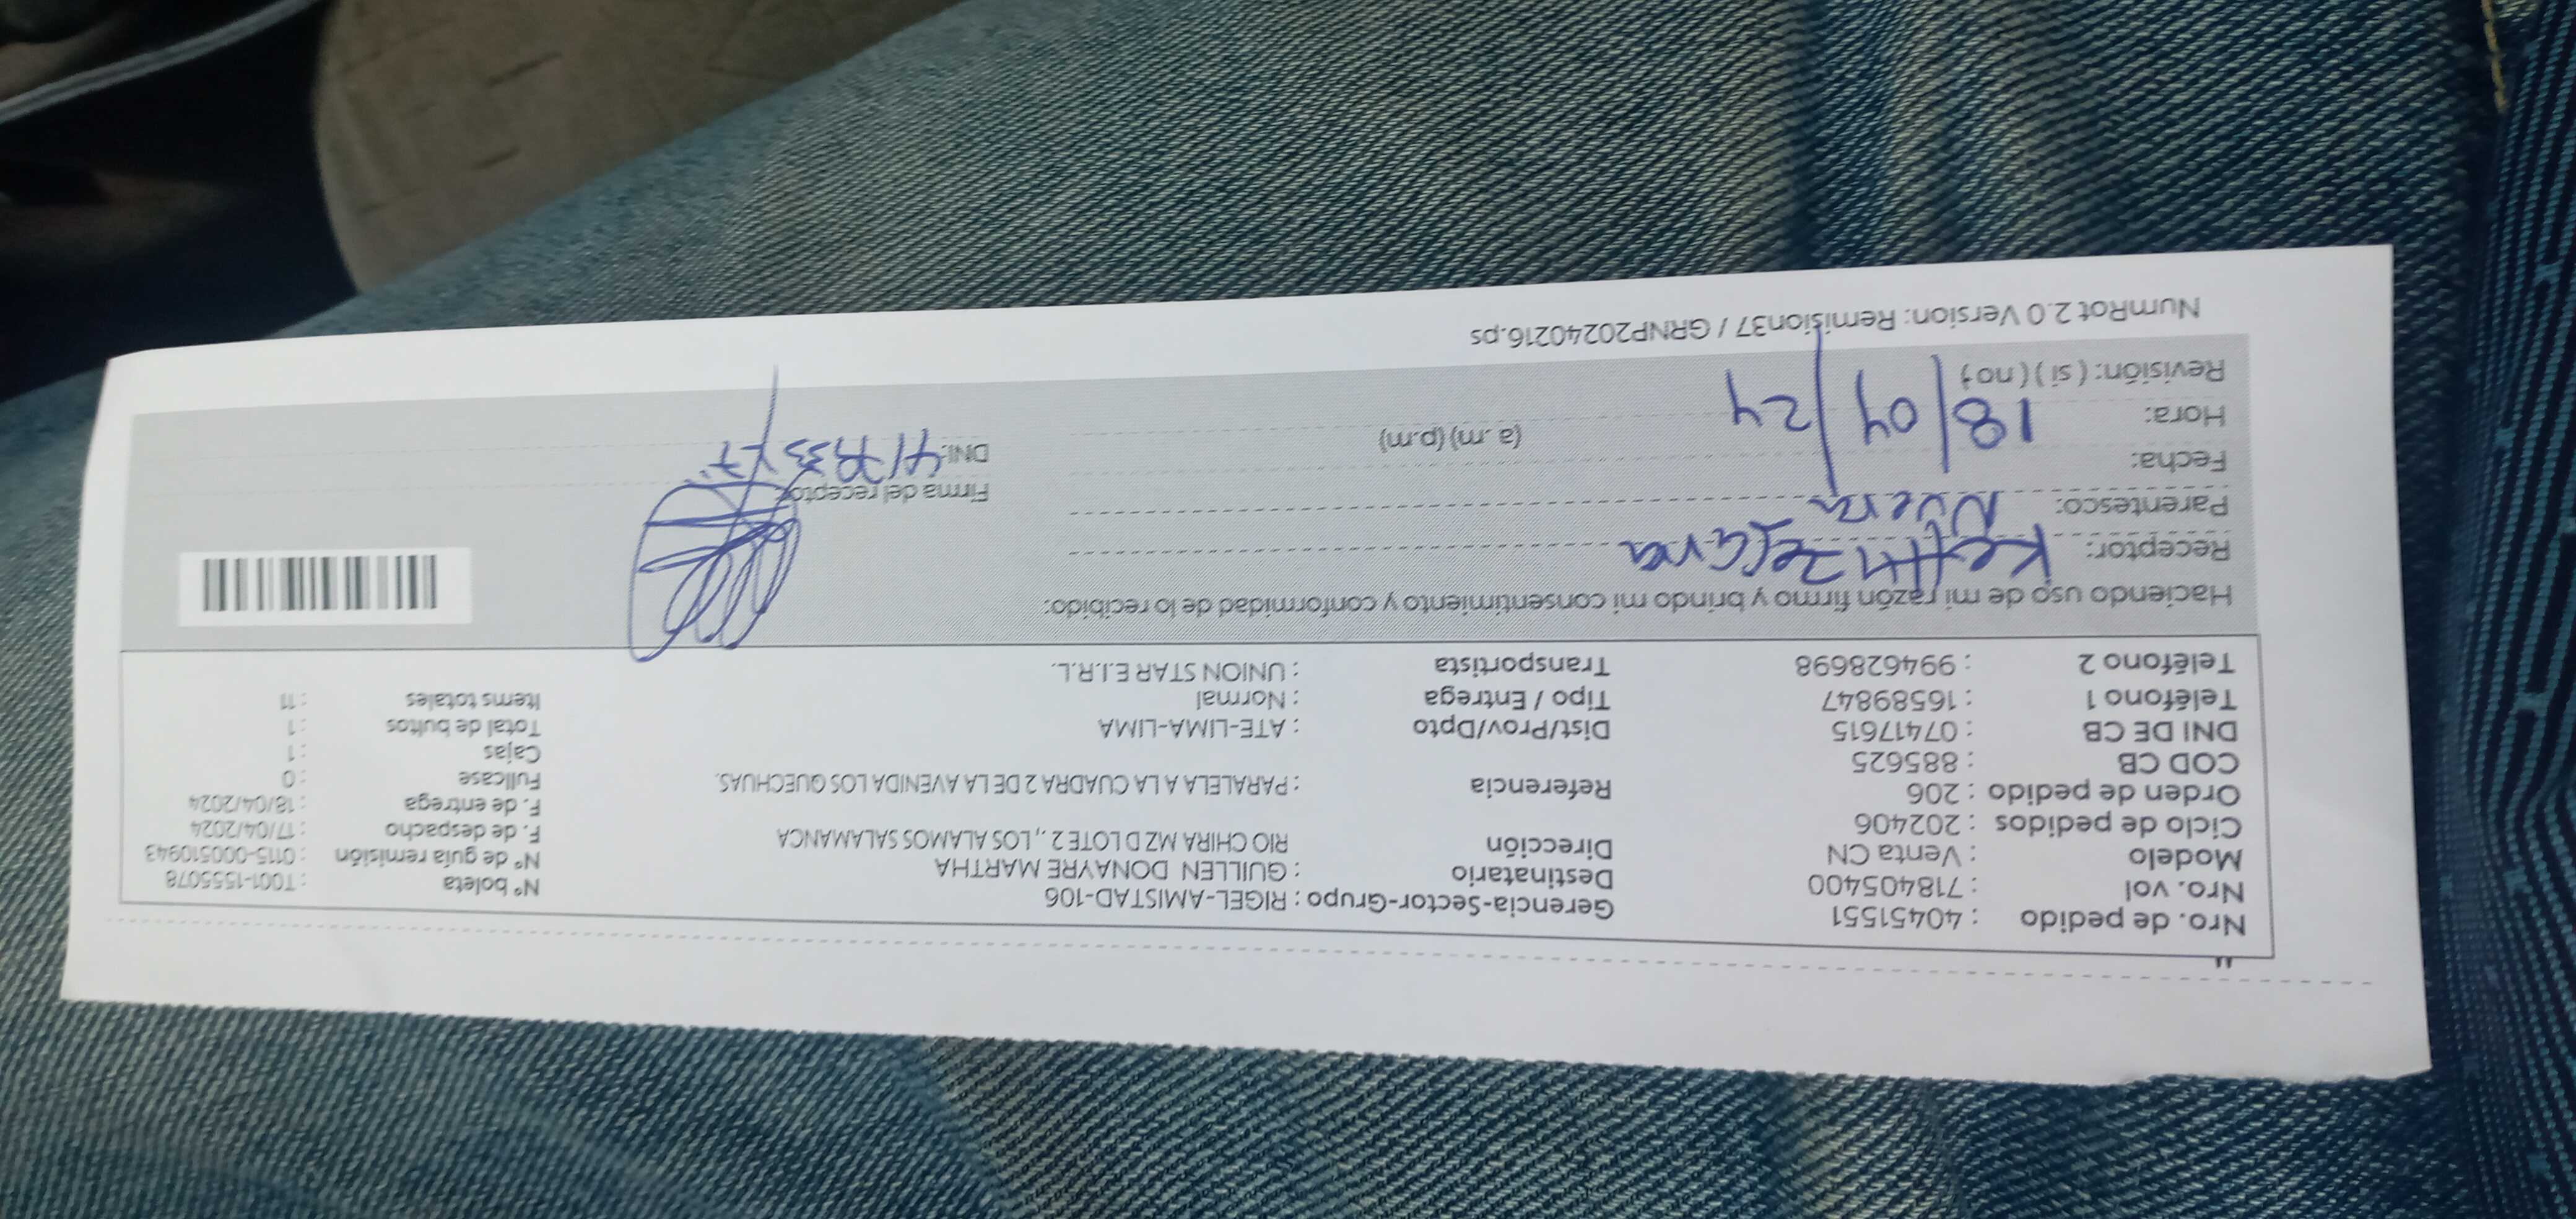 Nro. de pedido : 40451551
Nro. vol : 718405400
Modelo : Venta CN
Ciclo de pedidos : 202406
Orden de pedido : 206
COD CB : 885625
DNI DE CB : 07417615
Teléfono 1 : 16589847
Teléfono 2 : 994628698
Gerencia-Sector-Grupo : RIGEL-AMISTAD-106
Destinatario : GUILLEN DONAYRE MARTHA
Dirección RIO CHIRA MZ D LOTE 2 ., LOS ALAMOS SALAMANCA
Referencia : PARALELA A LA CUADRA 2 DE LA AVENIDA LOS QUECHUAS.
Dist/Prov/Dpto : ATE-LIMA-LIMA
Tipo / Entrega : Normal
Transportista : UNION STAR E.I.R.L.
N° boleta : T001-1555078
N° de guía remisión : 0115-000510943
F. de despacho : 17/04/2024
F. de entrega : 18/04/2024
Fullcase : 0
Cajas : 1
Total de bultos : 1
Items totales : 11
Haciendo uso de mi razón firmo y brindo mi consentimiento y conformidad de lo recibido:
Receptor:
Parentesco: Nuera
Fecha: 18/04/24
Hora: (a .m) (p.m)
Revisión: ( si ) ( no )
Firma del receptor
DNI:
NumRot 2.0 Version: Remision37 / GRNP20240216.ps